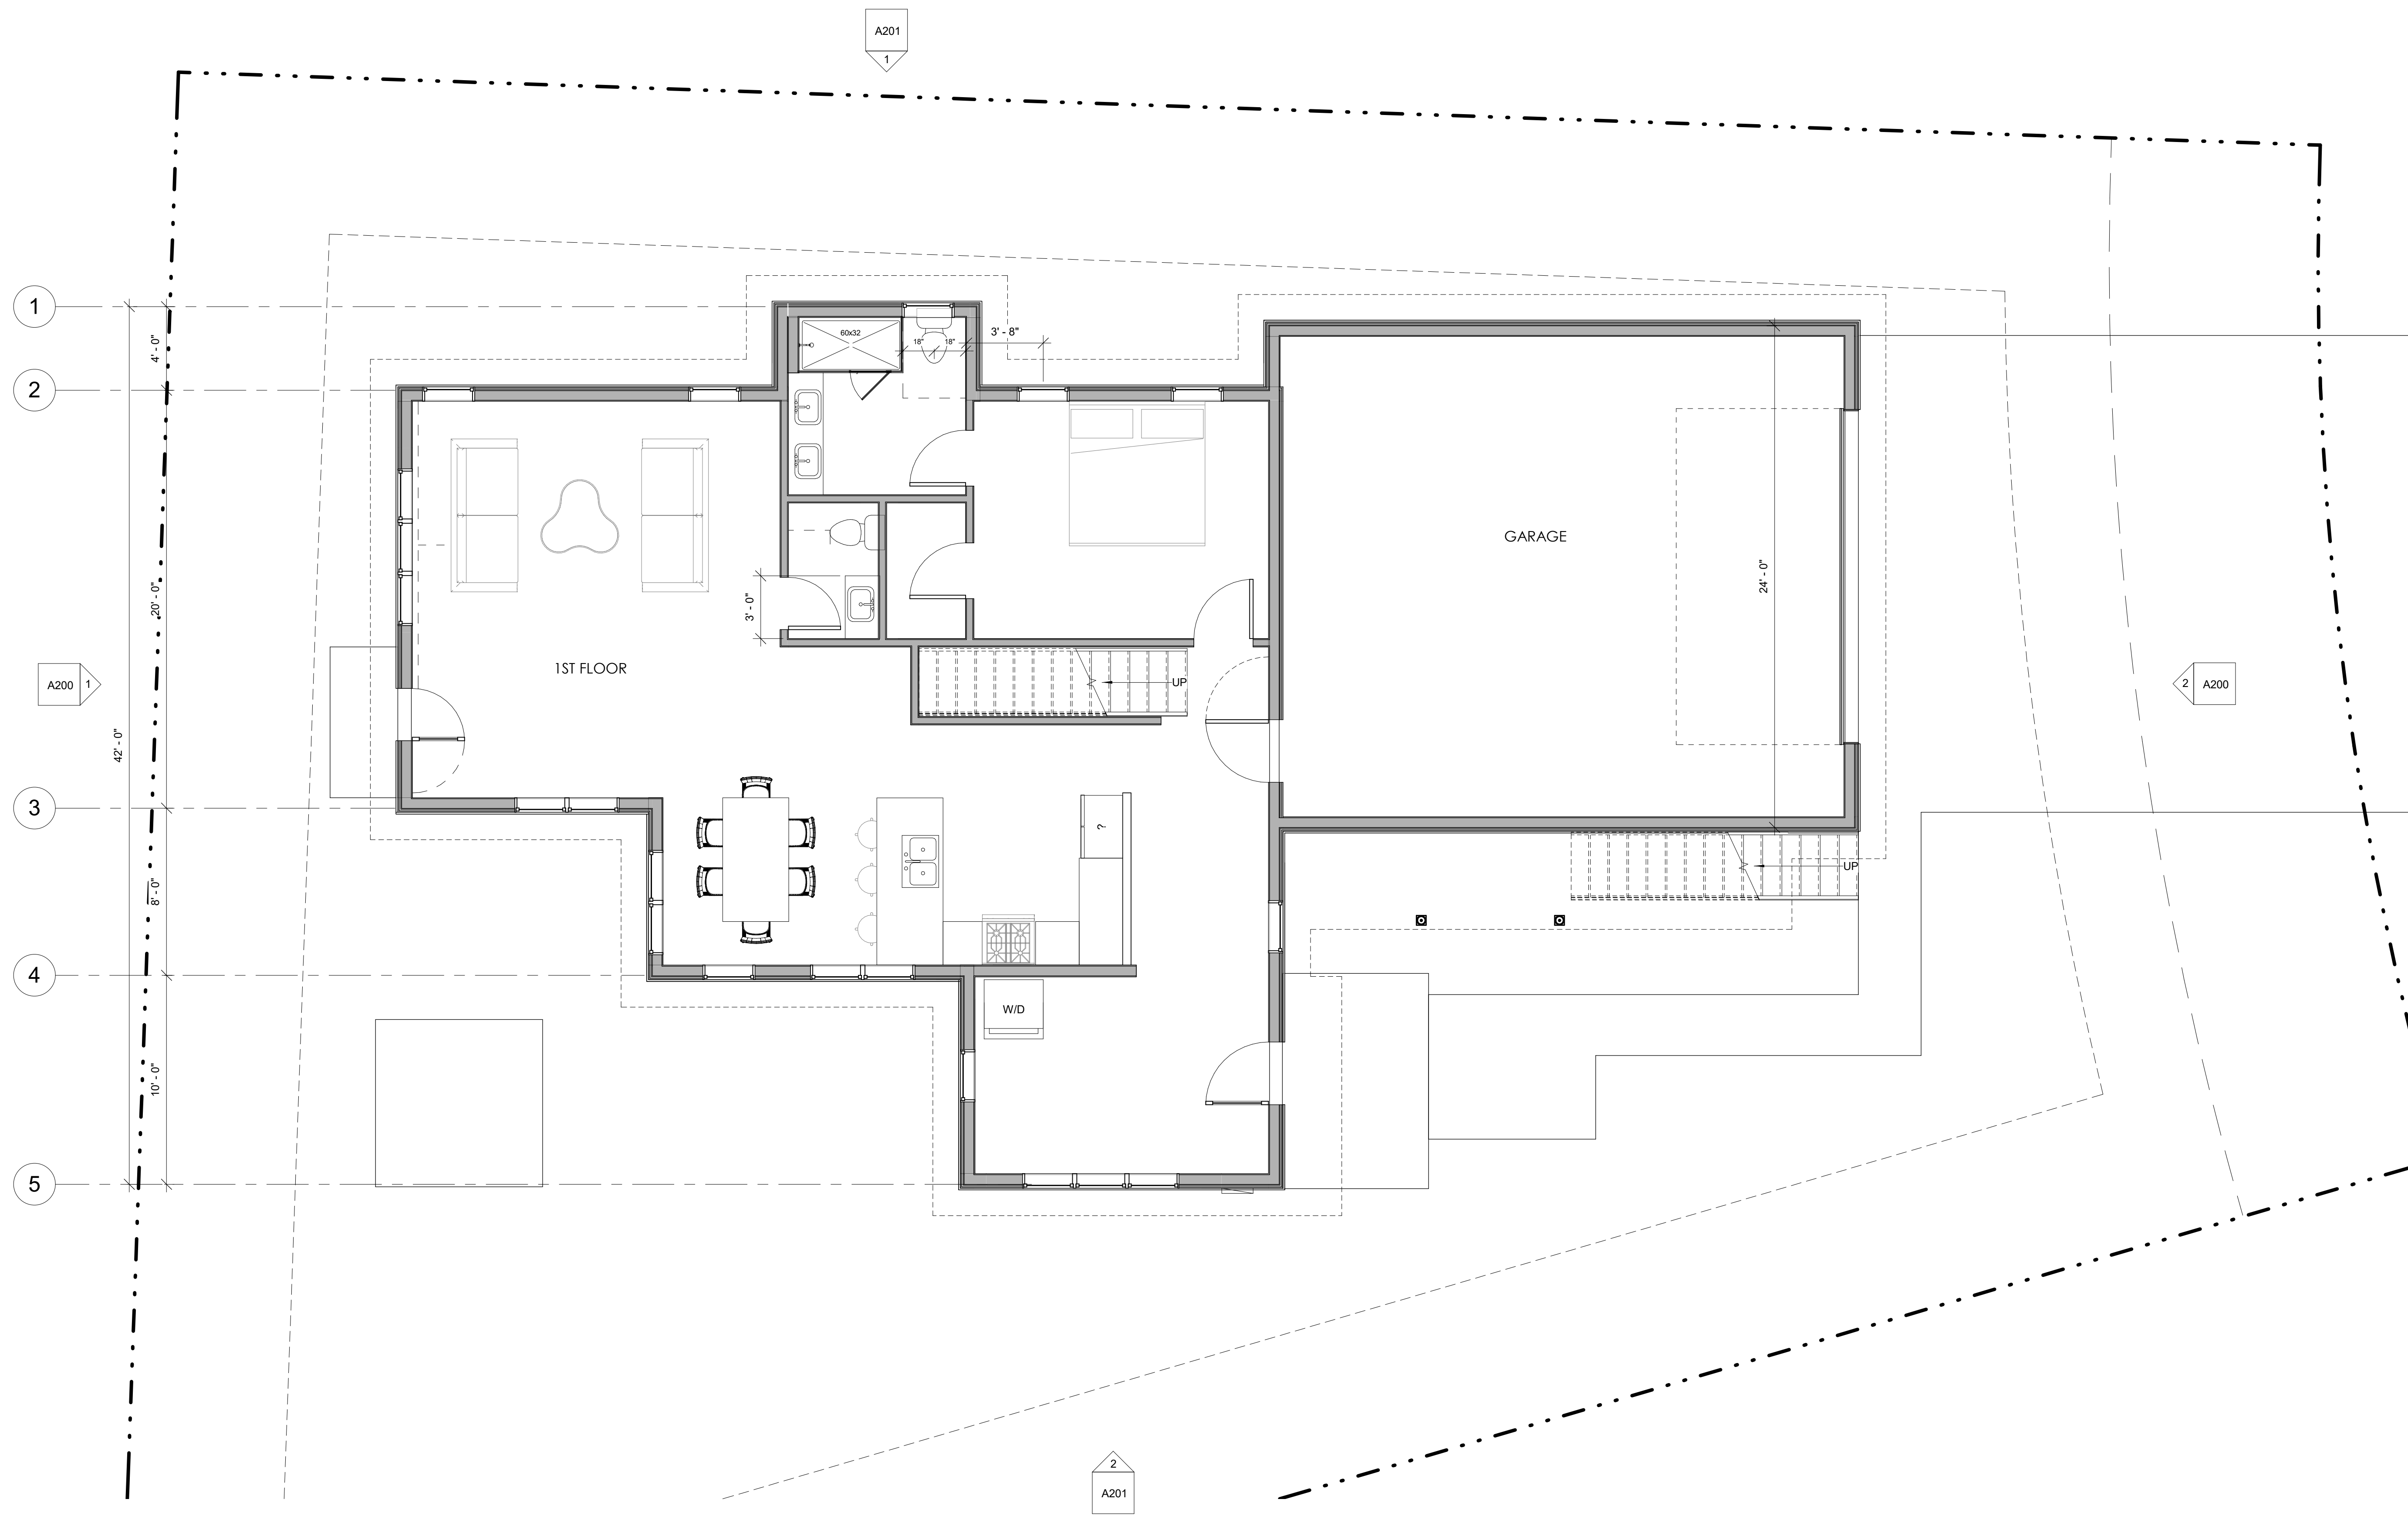 A201
1
1
4' - 0"
60x32
18"
18"
3' - 8"
2
GARAGE
20' - 0"
3' - 0"
24' - 0"
1ST FLOOR
UP
A200
1
2
A200
42' - 0"
3
?
UP
8' - 0"
4
W/D
10' - 0"
5
2
A201